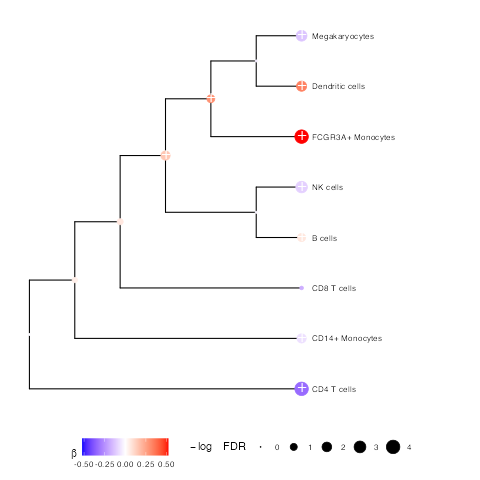 Megakaryocytes
Dendritic cells
FCGR3A+ Monocytes
NK cells
B cells
CD8 T cells
CD14+ Monocytes
CD4 T cells
β -0.50 -0.25 0.00 0.25 0.50
−log FDR 0 1 2 3 4